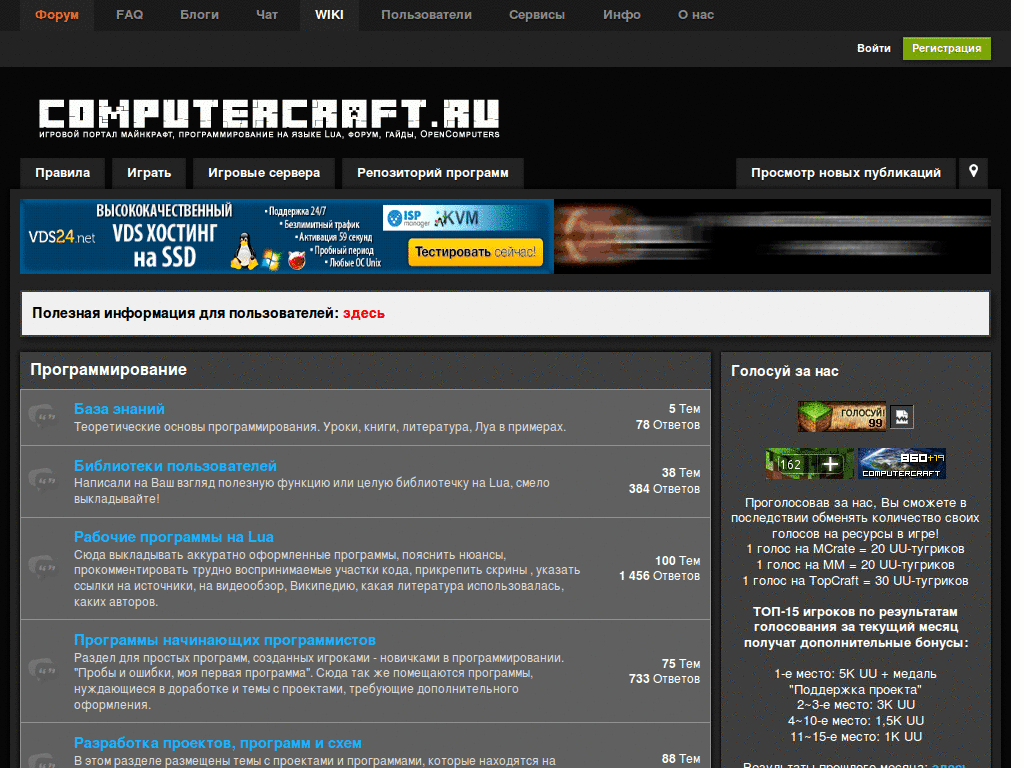 Форум FAQ Блоги Чат WIKI Пользователи Сервисы Инфо О нас
Войти Регистрация
COMPUTERCRAFT.RU
игровой портал майнкрафт, программирование на языке Lua, форум, гайды, OpenComputers
Правила Играть Игровые сервера Репозиторий программ Просмотр новых публикаций
VDS24.net
ВЫСОКОКАЧЕСТВЕННЫЙ
VDS ХОСТИНГ
на SSD
• Поддержка 24/7
• Безлимитный трафик
• Активация 59 секунд
• Пробный период
• Любые ОС Unix
ISP manager KVM
Тестировать сейчас!
Полезная информация для пользователей: здесь
Программирование
База знаний
Теоретические основы программирования. Уроки, книги, литература, Луа в примерах.
5 Тем
78 Ответов
Библиотеки пользователей
Написали на Ваш взгляд полезную функцию или целую библиотечку на Lua, смело
выкладывайте!
38 Тем
384 Ответов
Рабочие программы на Lua
Сюда выкладывать аккуратно оформленные программы, пояснить нюансы,
прокомментировать трудно воспринимаемые участки кода, прикрепить скрины , указать
ссылки на источники, на видеообзор, Википедию, какая литература использовалась,
каких авторов.
100 Тем
1 456 Ответов
Программы начинающих программистов
Раздел для простых программ, созданных игроками - новичками в программировании.
"Пробы и ошибки, моя первая программа". Сюда так же помещаются программы,
нуждающиеся в доработке и темы с проектами, требующие дополнительного
оформления.
75 Тем
733 Ответов
Разработка проектов, программ и схем
В этом разделе размещены темы с проектами и программами, которые находятся на
88 Тем
Голосуй за нас
ГОЛОСУЙ!
99
162 +
860+19
COMPUTERCRAFT
Проголосовав за нас, Вы сможете в
последствии обменять количество своих
голосов на ресурсы в игре!
1 голос на MCrate = 20 UU-тугриков
1 голос на MM = 20 UU-тугриков
1 голос на TopCraft = 30 UU-тугриков
ТОП-15 игроков по результатам
голосования за текущий месяц
получат дополнительные бонусы:
1-е место: 5K UU + медаль
"Поддержка проекта"
2~3-е место: 3K UU
4~10-е место: 1,5K UU
11~15-е место: 1K UU
Результаты прошлого месяца: здесь